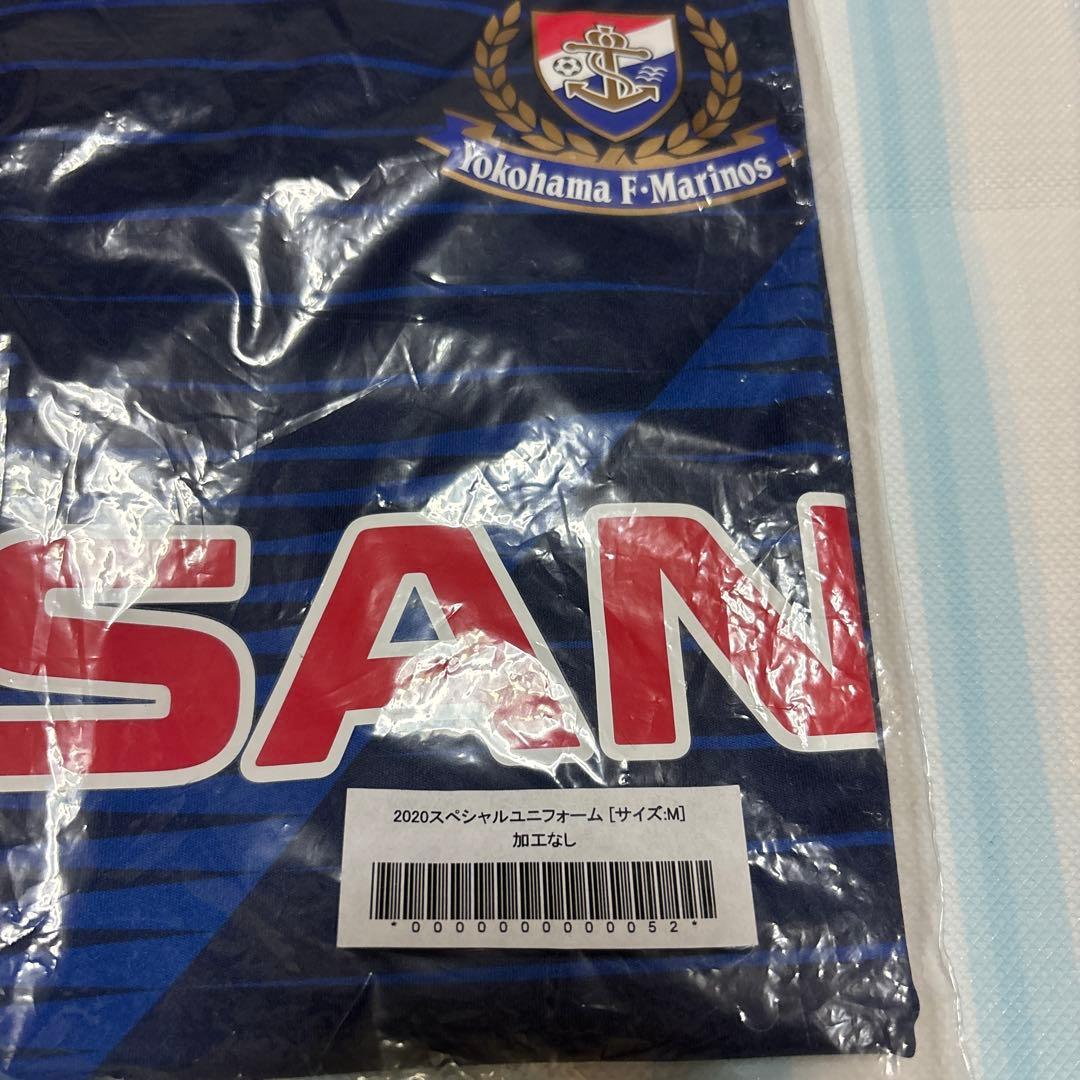 Yokohama F·Marinos
SSAN
2020スペシャルユニフォーム [サイズ:M]
加工なし
*0000000000052*